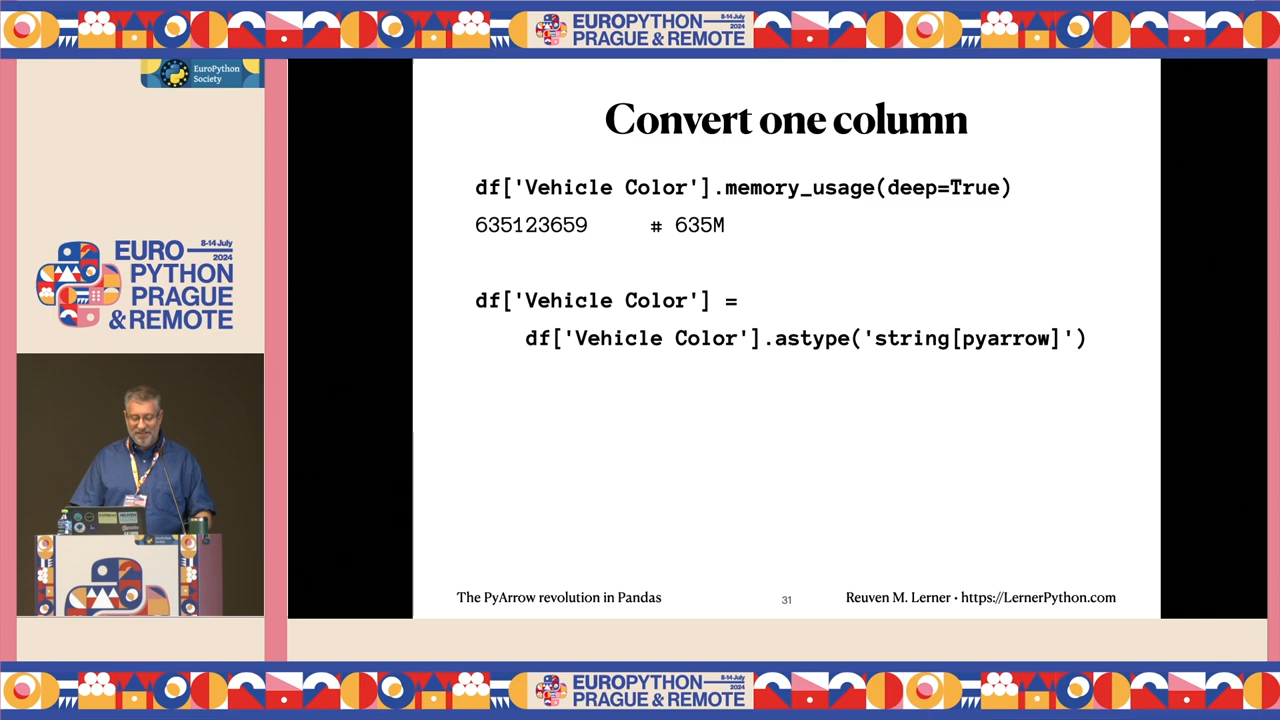 EUROPYTHON
8-14 July
2024
PRAGUE & REMOTE
EuroPython
Society
Convert one column
df['Vehicle Color'].memory_usage(deep=True)
635123659 # 635M
df['Vehicle Color'] =
df['Vehicle Color'].astype('string[pyarrow]')
The PyArrow revolution in Pandas
31
Reuven M. Lerner • https://LernerPython.com
EURO
8-14 July
2024
PYTHON
PRAGUE
& REMOTE
EUROPYTHON
8-14 July
2024
PRAGUE & REMOTE